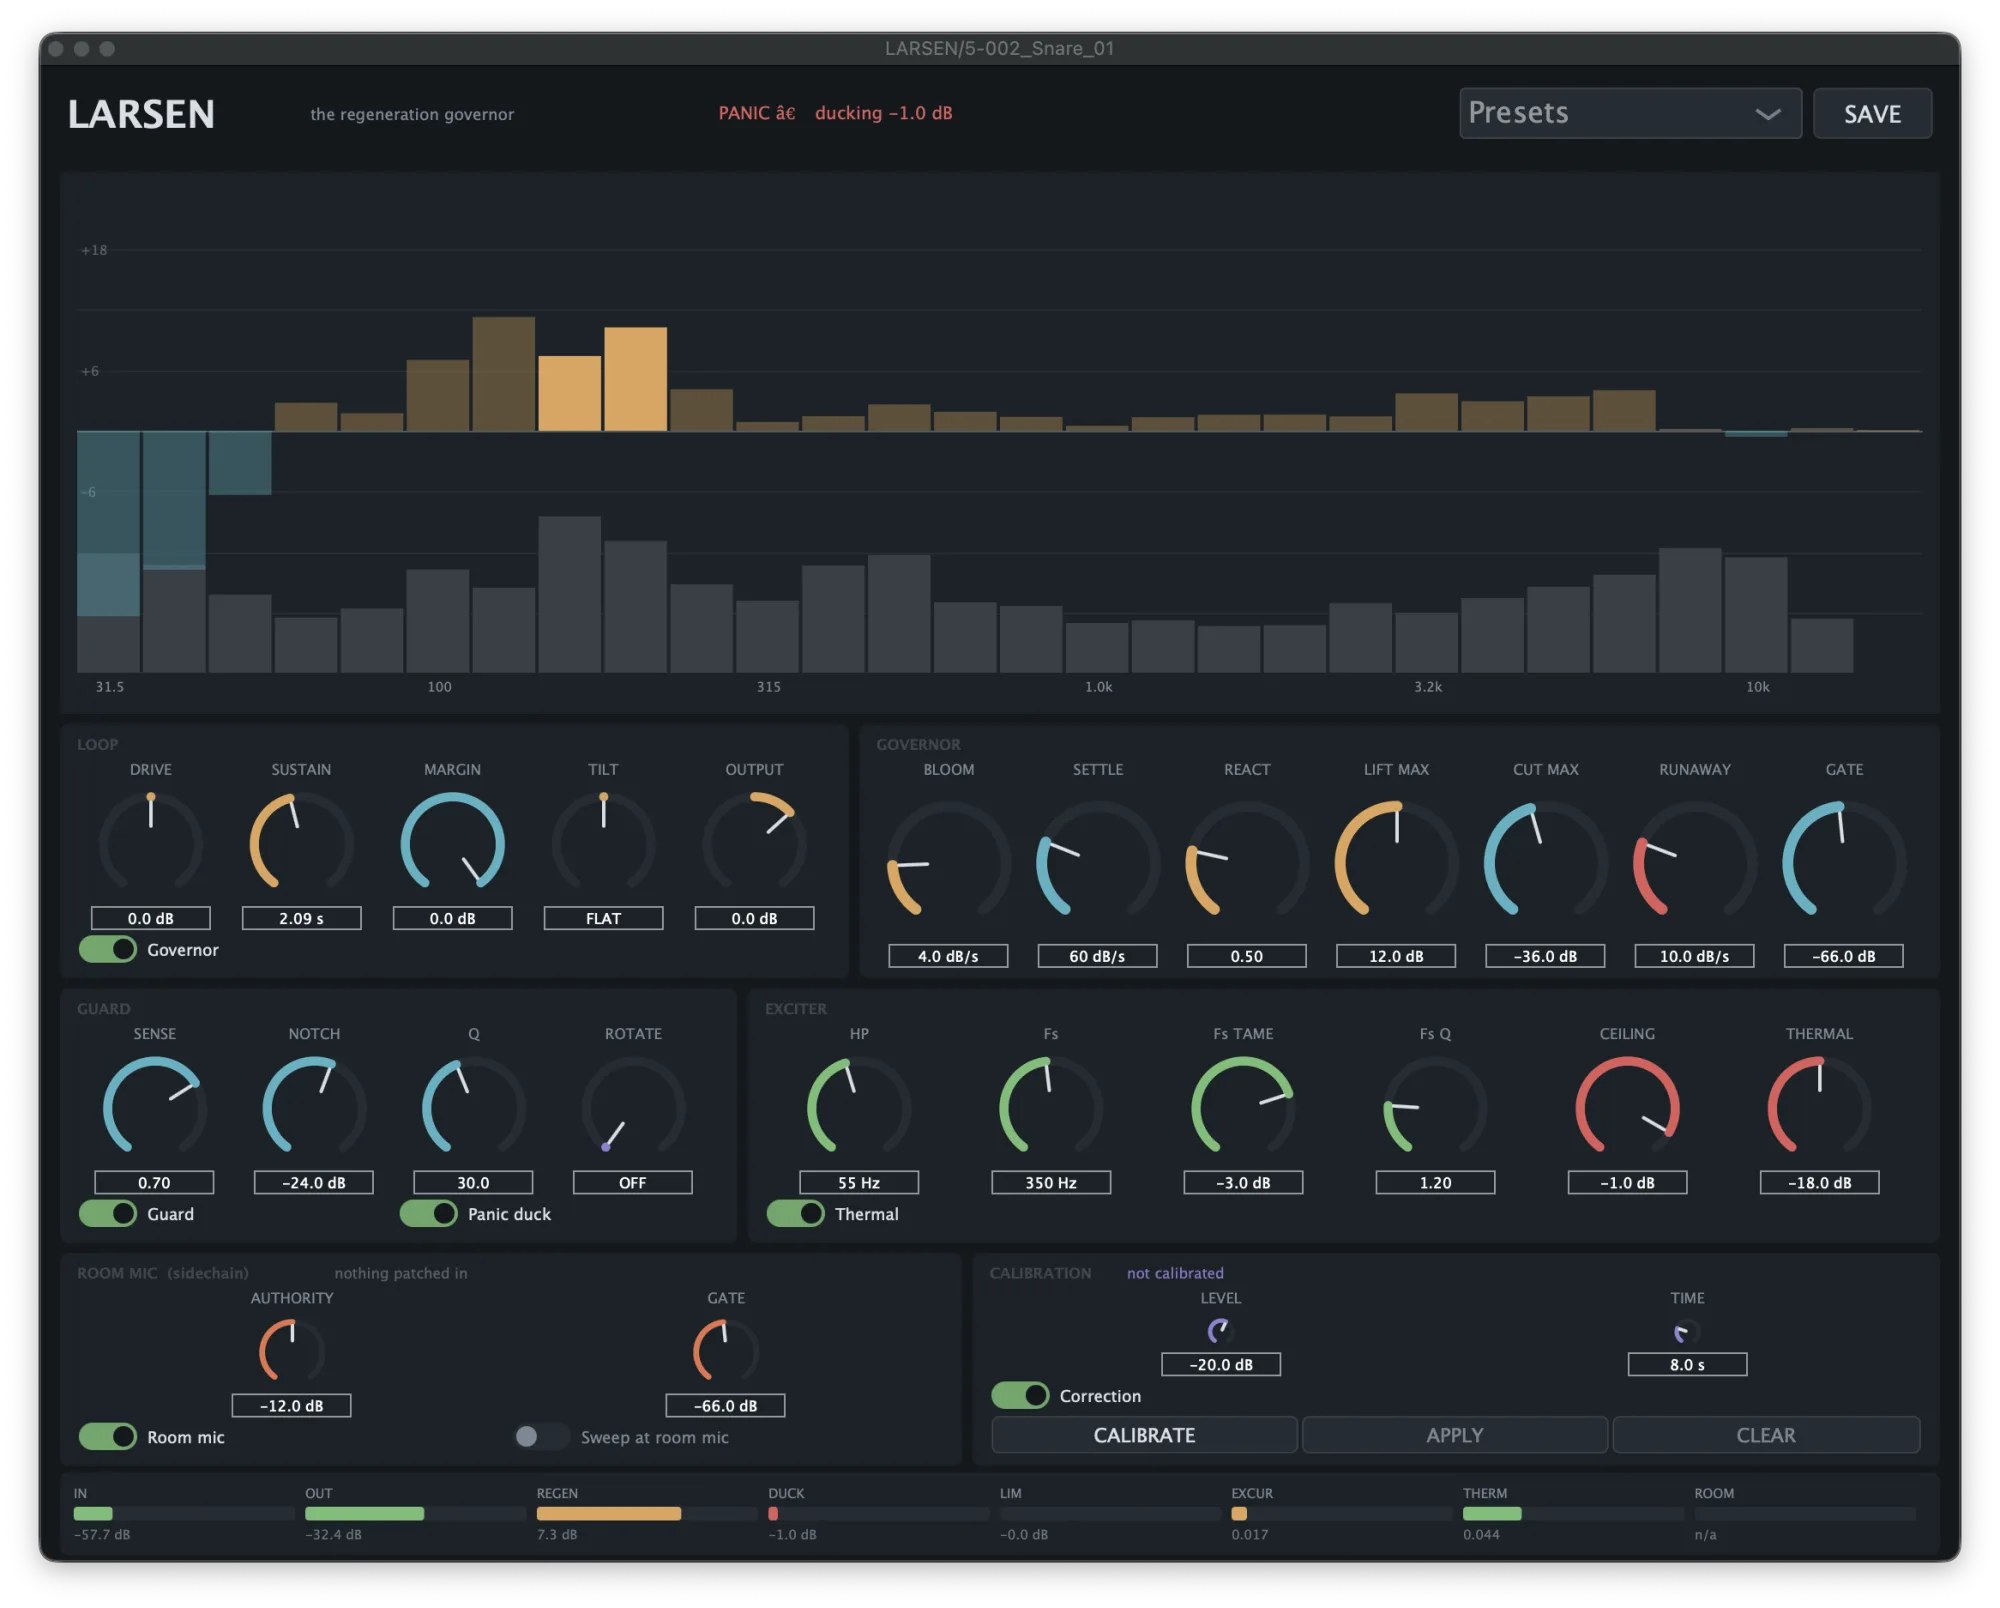 LARSEN/5-002_Snare_01
LARSEN
the regeneration governor
PANIC â€ ducking -1.0 dB
Presets
SAVE
+18
+6
-6
31.5 100 315 1.0k 3.2k 10k
LOOP
DRIVE SUSTAIN MARGIN TILT OUTPUT
0.0 dB 2.09 s 0.0 dB FLAT 0.0 dB
Governor
GOVERNOR
BLOOM SETTLE REACT LIFT MAX CUT MAX RUNAWAY GATE
4.0 dB/s 60 dB/s 0.50 12.0 dB -36.0 dB 10.0 dB/s -66.0 dB
GUARD
SENSE NOTCH Q ROTATE
0.70 -24.0 dB 30.0 OFF
Guard Panic duck
EXCITER
HP Fs Fs TAME Fs Q CEILING THERMAL
55 Hz 350 Hz -3.0 dB 1.20 -1.0 dB -18.0 dB
Thermal
ROOM MIC (sidechain) nothing patched in
AUTHORITY GATE
-12.0 dB -66.0 dB
Room mic Sweep at room mic
CALIBRATION not calibrated
LEVEL TIME
-20.0 dB 8.0 s
Correction
CALIBRATE APPLY CLEAR
IN OUT REGEN DUCK LIM EXCUR THERM ROOM
-57.7 dB -32.4 dB 7.3 dB -1.0 dB -0.0 dB 0.017 0.044 n/a